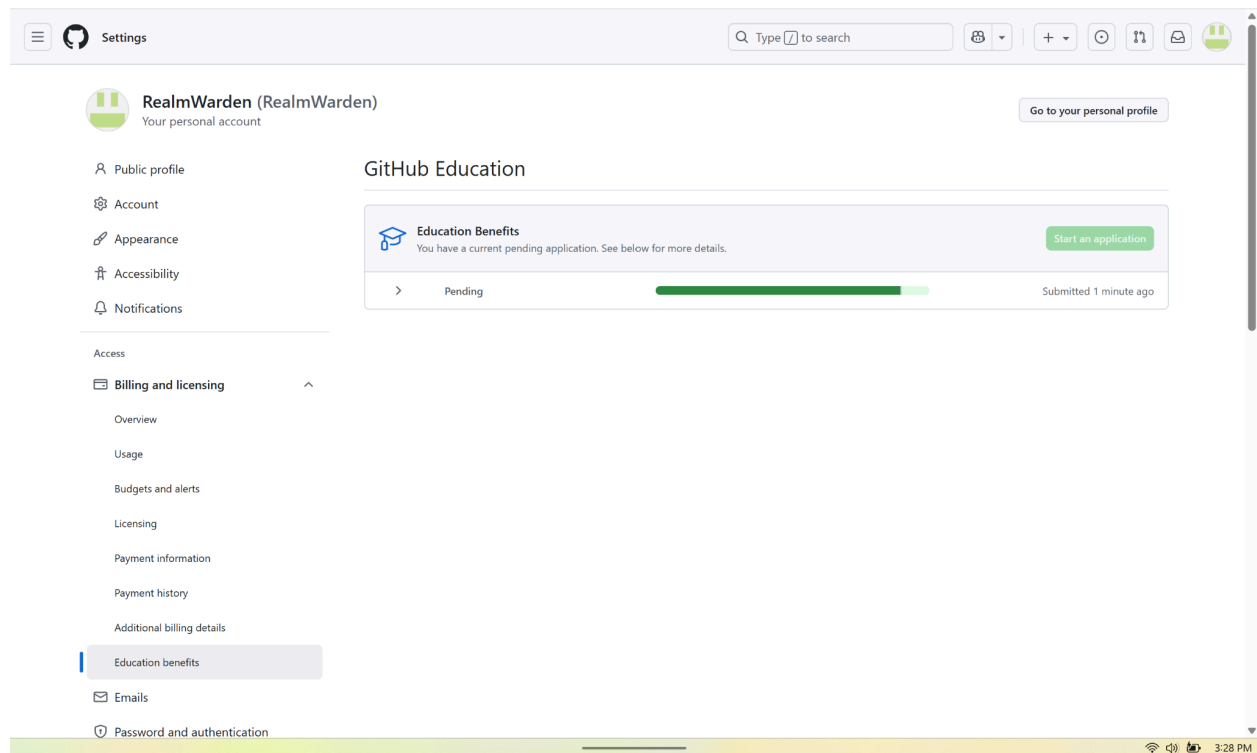 Settings
Type / to search
RealmWarden (RealmWarden)
Your personal account
Go to your personal profile
Public profile
Account
Appearance
Accessibility
Notifications
Access
Billing and licensing
Overview
Usage
Budgets and alerts
Licensing
Payment information
Payment history
Additional billing details
Education benefits
Emails
Password and authentication
GitHub Education
Education Benefits
You have a current pending application. See below for more details.
Start an application
Pending
Submitted 1 minute ago
3:28 PM